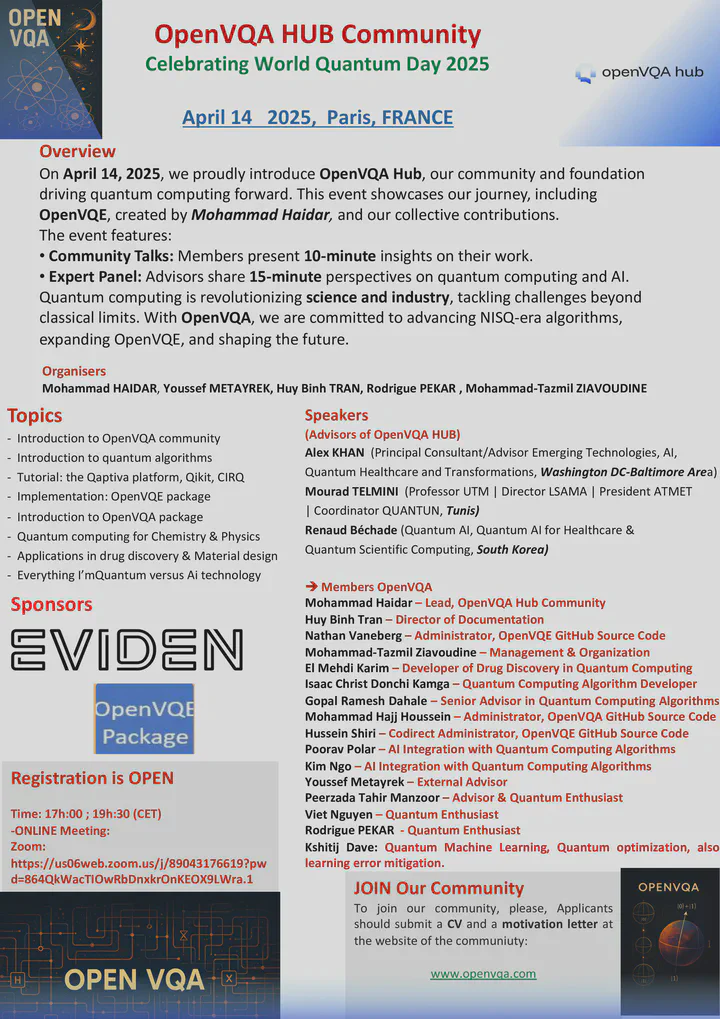 OPEN
VQA
OpenVQA HUB Community
Celebrating World Quantum Day 2025
openVQA hub
April 14 2025, Paris, FRANCE
Overview
On April 14, 2025, we proudly introduce OpenVQA Hub, our community and foundation
driving quantum computing forward. This event showcases our journey, including
OpenVQE, created by Mohammad Haidar, and our collective contributions.
The event features:
• Community Talks: Members present 10-minute insights on their work.
• Expert Panel: Advisors share 15-minute perspectives on quantum computing and AI.
Quantum computing is revolutionizing science and industry, tackling challenges beyond
classical limits. With OpenVQA, we are committed to advancing NISQ-era algorithms,
expanding OpenVQE, and shaping the future.
Organisers
Mohammad HAIDAR, Youssef METAYREK, Huy Binh TRAN, Rodrigue PEKAR , Mohammad-Tazmil ZIAVOUDINE
Topics
- Introduction to OpenVQA community
- Introduction to quantum algorithms
- Tutorial: the Qaptiva platform, Qikit, CIRQ
- Implementation: OpenVQE package
- Introduction to OpenVQA package
- Quantum computing for Chemistry & Physics
- Applications in drug discovery & Material design
- Everything I'mQuantum versus Ai technology
Sponsors
EVIDEN
OpenVQE
Package
Registration is OPEN
Time: 17h:00 ; 19h:30 (CET)
-ONLINE Meeting:
Zoom:
https://us06web.zoom.us/j/89043176619?pw
d=864QkWacTIOwRbDnxkrOnKEOX9LWra.1
H
X
OPEN VQA
Speakers
(Advisors of OpenVQA HUB)
Alex KHAN (Principal Consultant/Advisor Emerging Technologies, AI,
Quantum Healthcare and Transformations, Washington DC-Baltimore Area)
Mourad TELMINI (Professor UTM | Director LSAMA | President ATMET
| Coordinator QUANTUN, Tunis)
Renaud Béchade (Quantum AI, Quantum AI for Healthcare &
Quantum Scientific Computing, South Korea)
➔ Members OpenVQA
Mohammad Haidar – Lead, OpenVQA Hub Community
Huy Binh Tran – Director of Documentation
Nathan Vaneberg – Administrator, OpenVQE GitHub Source Code
Mohammad-Tazmil Ziavoudine – Management & Organization
El Mehdi Karim – Developer of Drug Discovery in Quantum Computing
Isaac Christ Donchi Kamga – Quantum Computing Algorithm Developer
Gopal Ramesh Dahale – Senior Advisor in Quantum Computing Algorithms
Mohammad Hajj Houssein – Administrator, OpenVQA GitHub Source Code
Hussein Shiri – Codirect Administrator, OpenVQE GitHub Source Code
Poorav Polar – AI Integration with Quantum Computing Algorithms
Kim Ngo – AI Integration with Quantum Computing Algorithms
Youssef Metayrek – External Advisor
Peerzada Tahir Manzoor – Advisor & Quantum Enthusiast
Viet Nguyen – Quantum Enthusiast
Rodrigue PEKAR - Quantum Enthusiast
Kshitij Dave: Quantum Machine Learning, Quantum optimization, also
learning error mitigation.
JOIN Our Community
To join our community, please, Applicants
should submit a CV and a motivation letter at
the website of the communiuty:
www.openvqa.com
OPENVQA